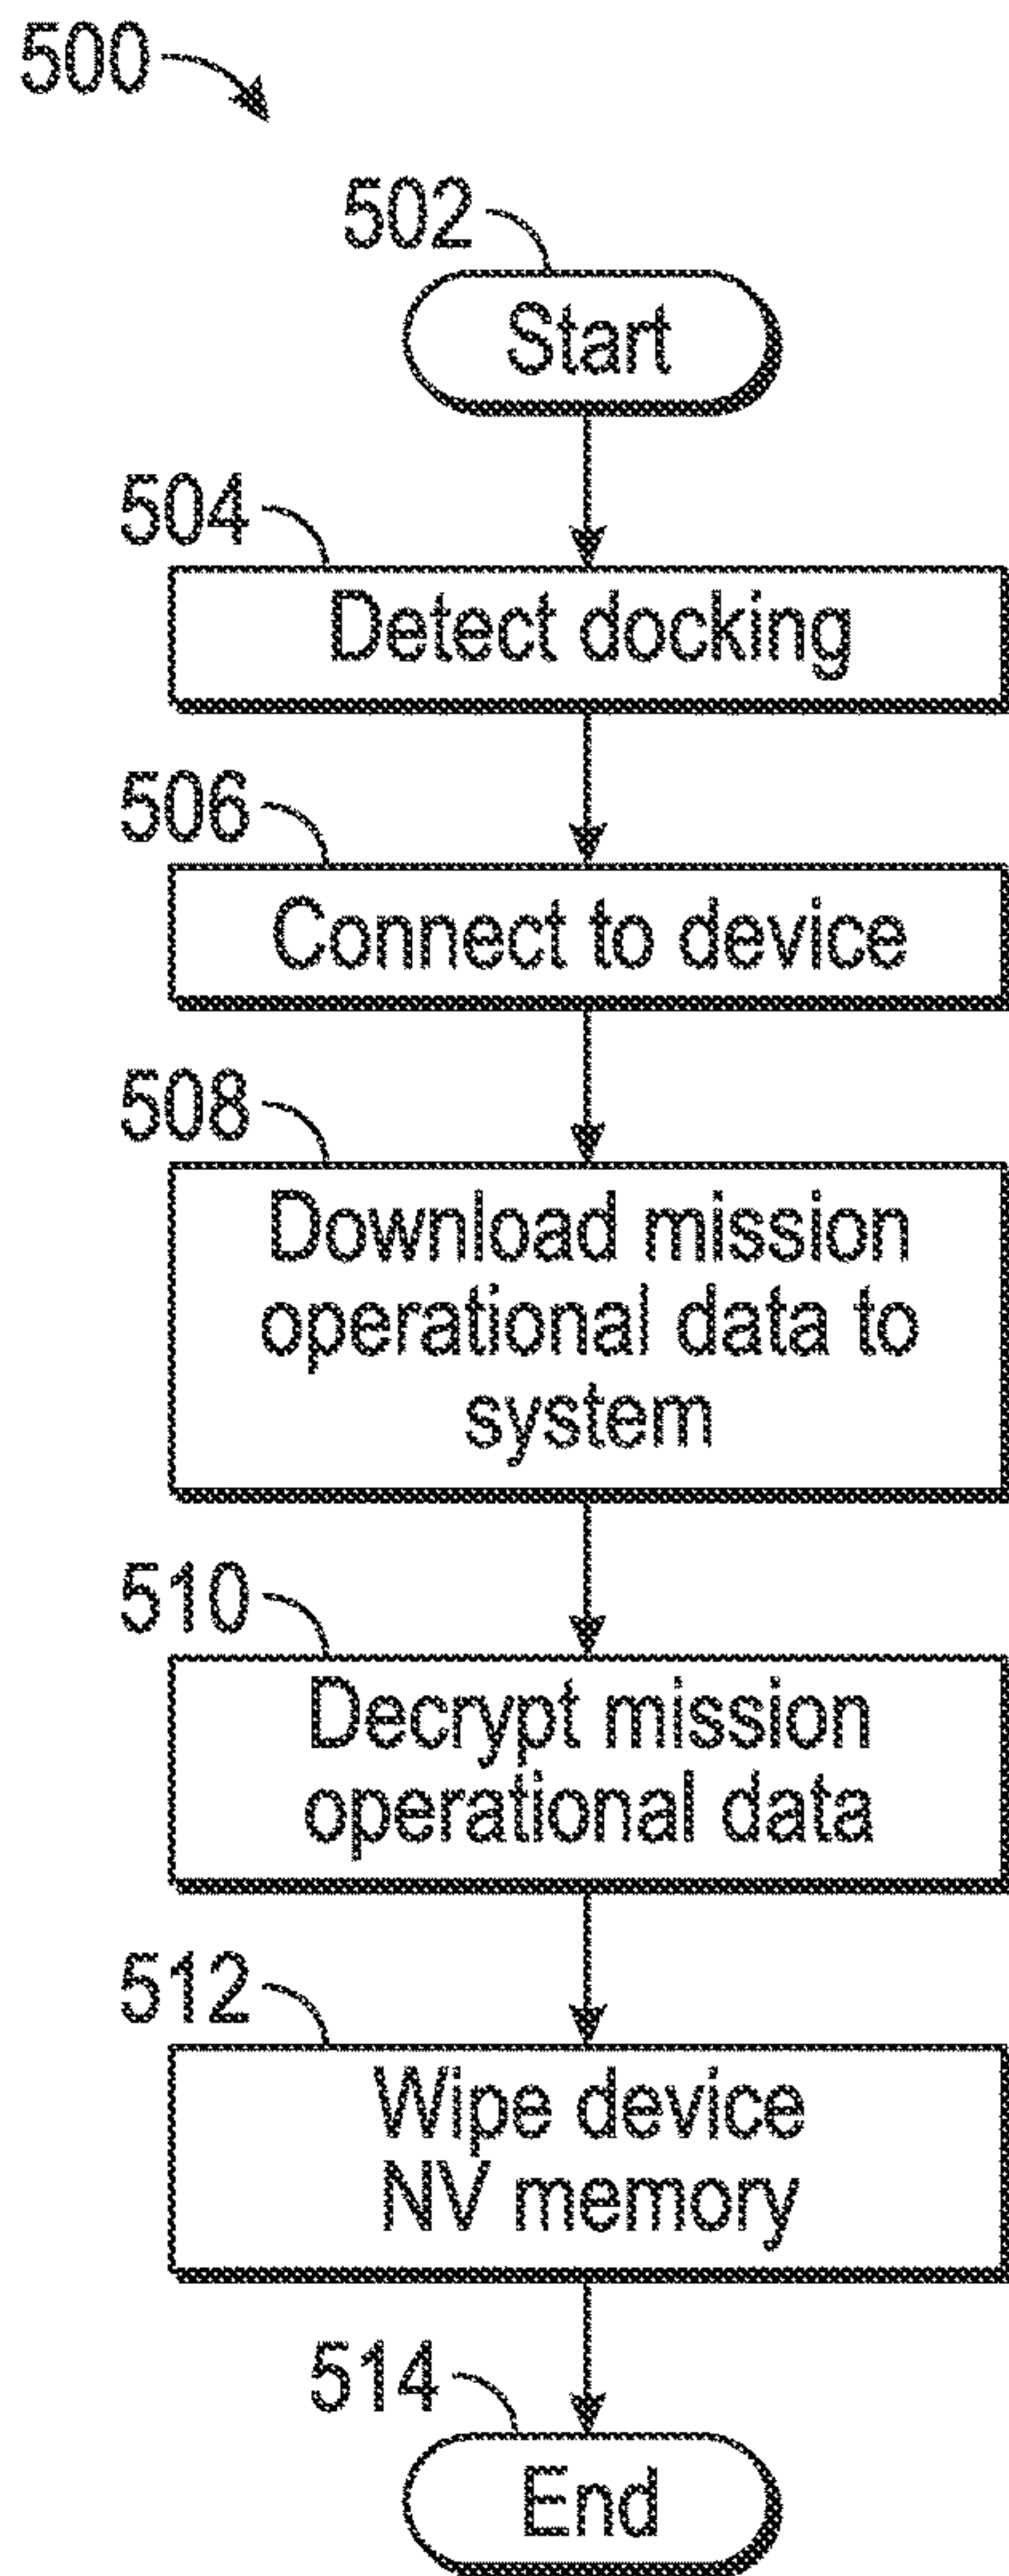 500
502
Start
504
Detect docking
506
Connect to device
508
Download mission
operational data to
system
510
Decrypt mission
operational data
512
Wipe device
NV memory
514
End